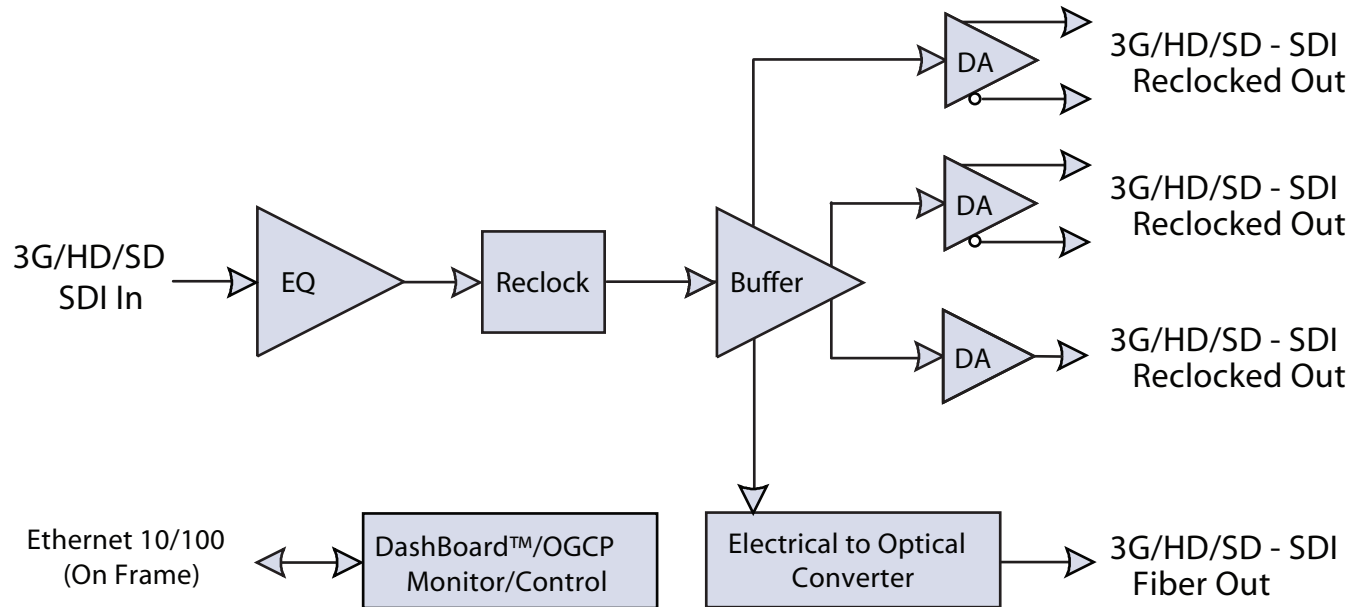 3G/HD/SD
SDI In
EQ
Reclock
Buffer
DA
3G/HD/SD - SDI
Reclocked Out
DA
3G/HD/SD - SDI
Reclocked Out
DA
3G/HD/SD - SDI
Reclocked Out
Ethernet 10/100
(On Frame)
DashBoard™/OGCP
Monitor/Control
Electrical to Optical
Converter
3G/HD/SD - SDI
Fiber Out